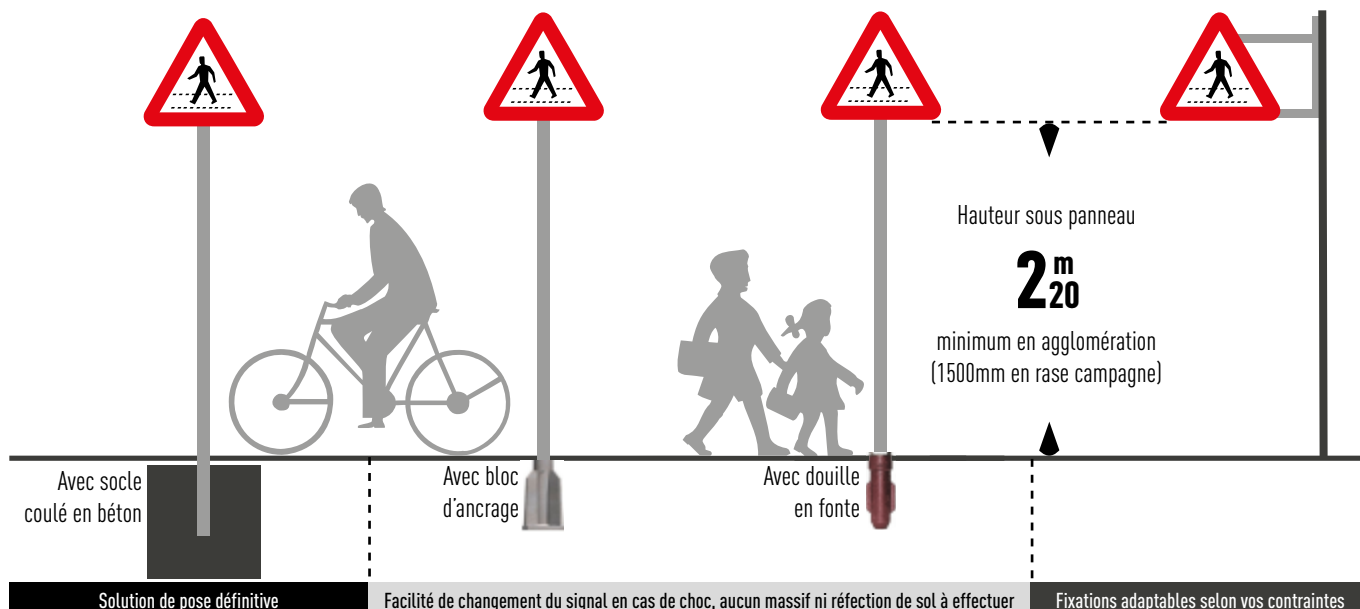 Hauteur sous panneau
2 m 20
minimum en agglomération
(1500mm en rase campagne)
Avec socle
coulé en béton
Avec bloc
d'ancrage
Avec douille
en fonte
Solution de pose définitive
Facilité de changement du signal en cas de choc, aucun massif ni réfection de sol à effectuer
Fixations adaptables selon vos contraintes